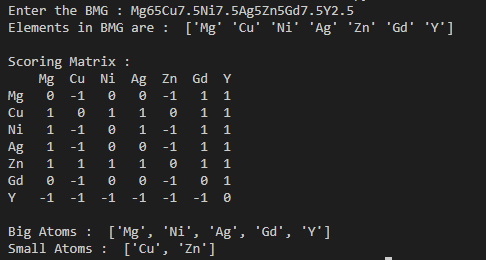 Enter the BMG : Mg65Cu7.5Ni7.5Ag5Zn5Gd7.5Y2.5
Elements in BMG are :  ['Mg' 'Cu' 'Ni' 'Ag' 'Zn' 'Gd' 'Y']
Scoring Matrix :
    Mg  Cu  Ni  Ag  Zn  Gd  Y
Mg   0  -1   0   0  -1   1  1
Cu   1   0   1   1   0   1  1
Ni   1  -1   0   1  -1   1  1
Ag   1  -1   0   0  -1   1  1
Zn   1   1   1   1   0   1  1
Gd   0  -1   0   0  -1   0  1
Y   -1  -1  -1  -1  -1  -1  0
Big Atoms :  ['Mg', 'Ni', 'Ag', 'Gd', 'Y']
Small Atoms :  ['Cu', 'Zn']